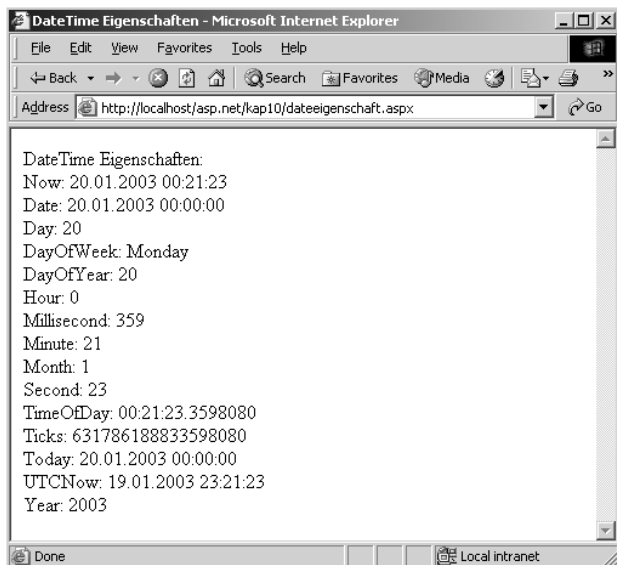 DateTime Eigenschaften - Microsoft Internet Explorer
File Edit View Favorites Tools Help
Back Search Favorites Media »
Address http://localhost/asp.net/kap10/dateeigenschaft.aspx Go
DateTime Eigenschaften:
Now: 20.01.2003 00:21:23
Date: 20.01.2003 00:00:00
Day: 20
DayOfWeek: Monday
DayOfYear: 20
Hour: 0
Millisecond: 359
Minute: 21
Month: 1
Second: 23
TimeOfDay: 00:21:23.3598080
Ticks: 631786188833598080
Today: 20.01.2003 00:00:00
UTCNow: 19.01.2003 23:21:23
Year: 2003
Done Local intranet